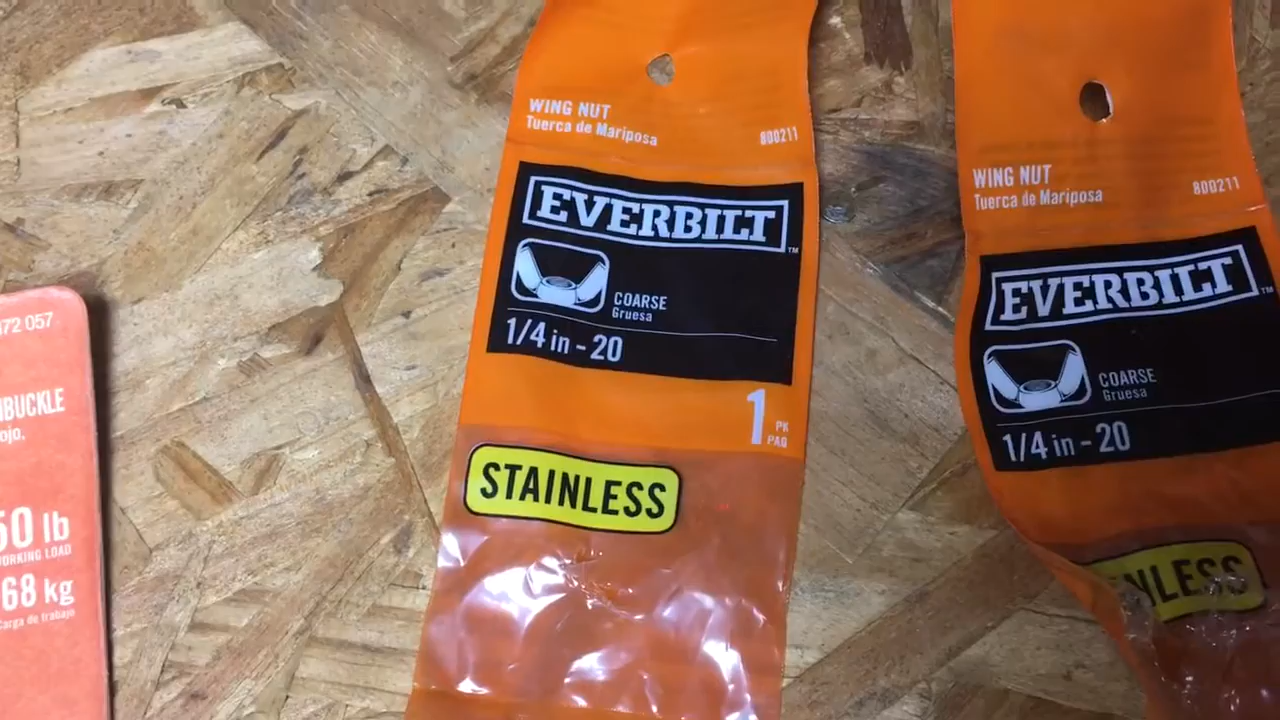 472 057
BUCKLE
ojo.
50 lb
WORKING LOAD
68 kg
Carga de trabajo
WING NUT
Tuerca de Mariposa
800211
EVERBILT
™
COARSE
Gruesa
1/4 in - 20
1 PK
PAQ
STAINLESS
WING NUT
Tuerca de Mariposa
800211
EVERBILT
™
COARSE
Gruesa
1/4 in - 20
NLESS